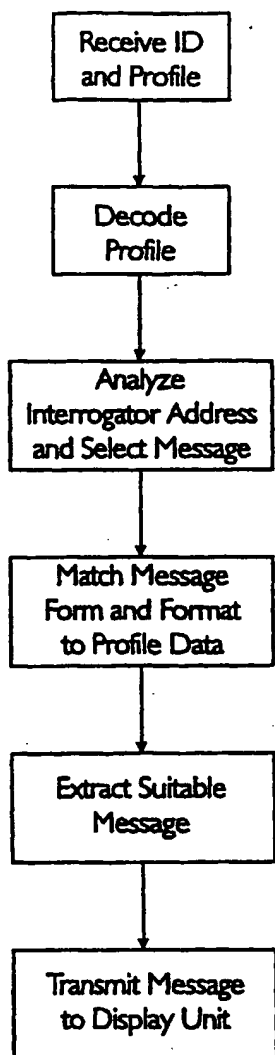 Receive ID
and Profile
Decode
Profile
Analyze
Interrogator Address
and Select Message
Match Message
Form and Format
to Profile Data
Extract Suitable
Message
Transmit Message
to Display Unit